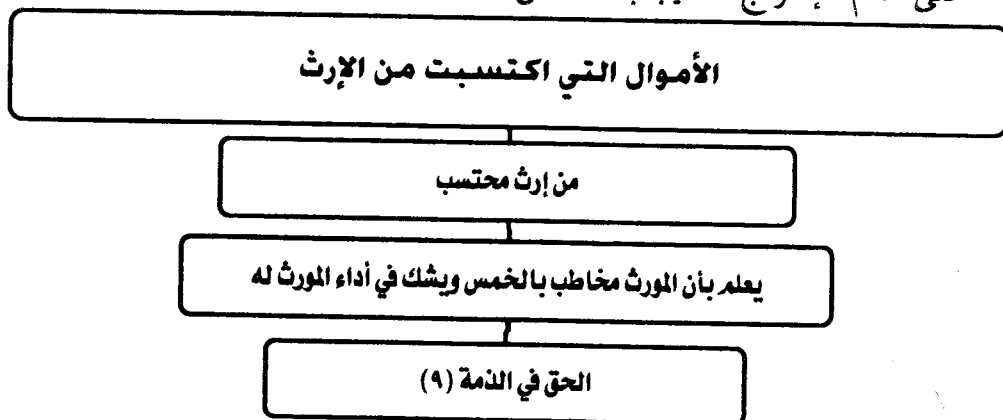 الأموال التي اكتسبت من الإرث
من إرث محتسب
يعلم بأن المورث مخاطب بالخمس ويشك في أداء المورث له
الحق في الذمة (٩)